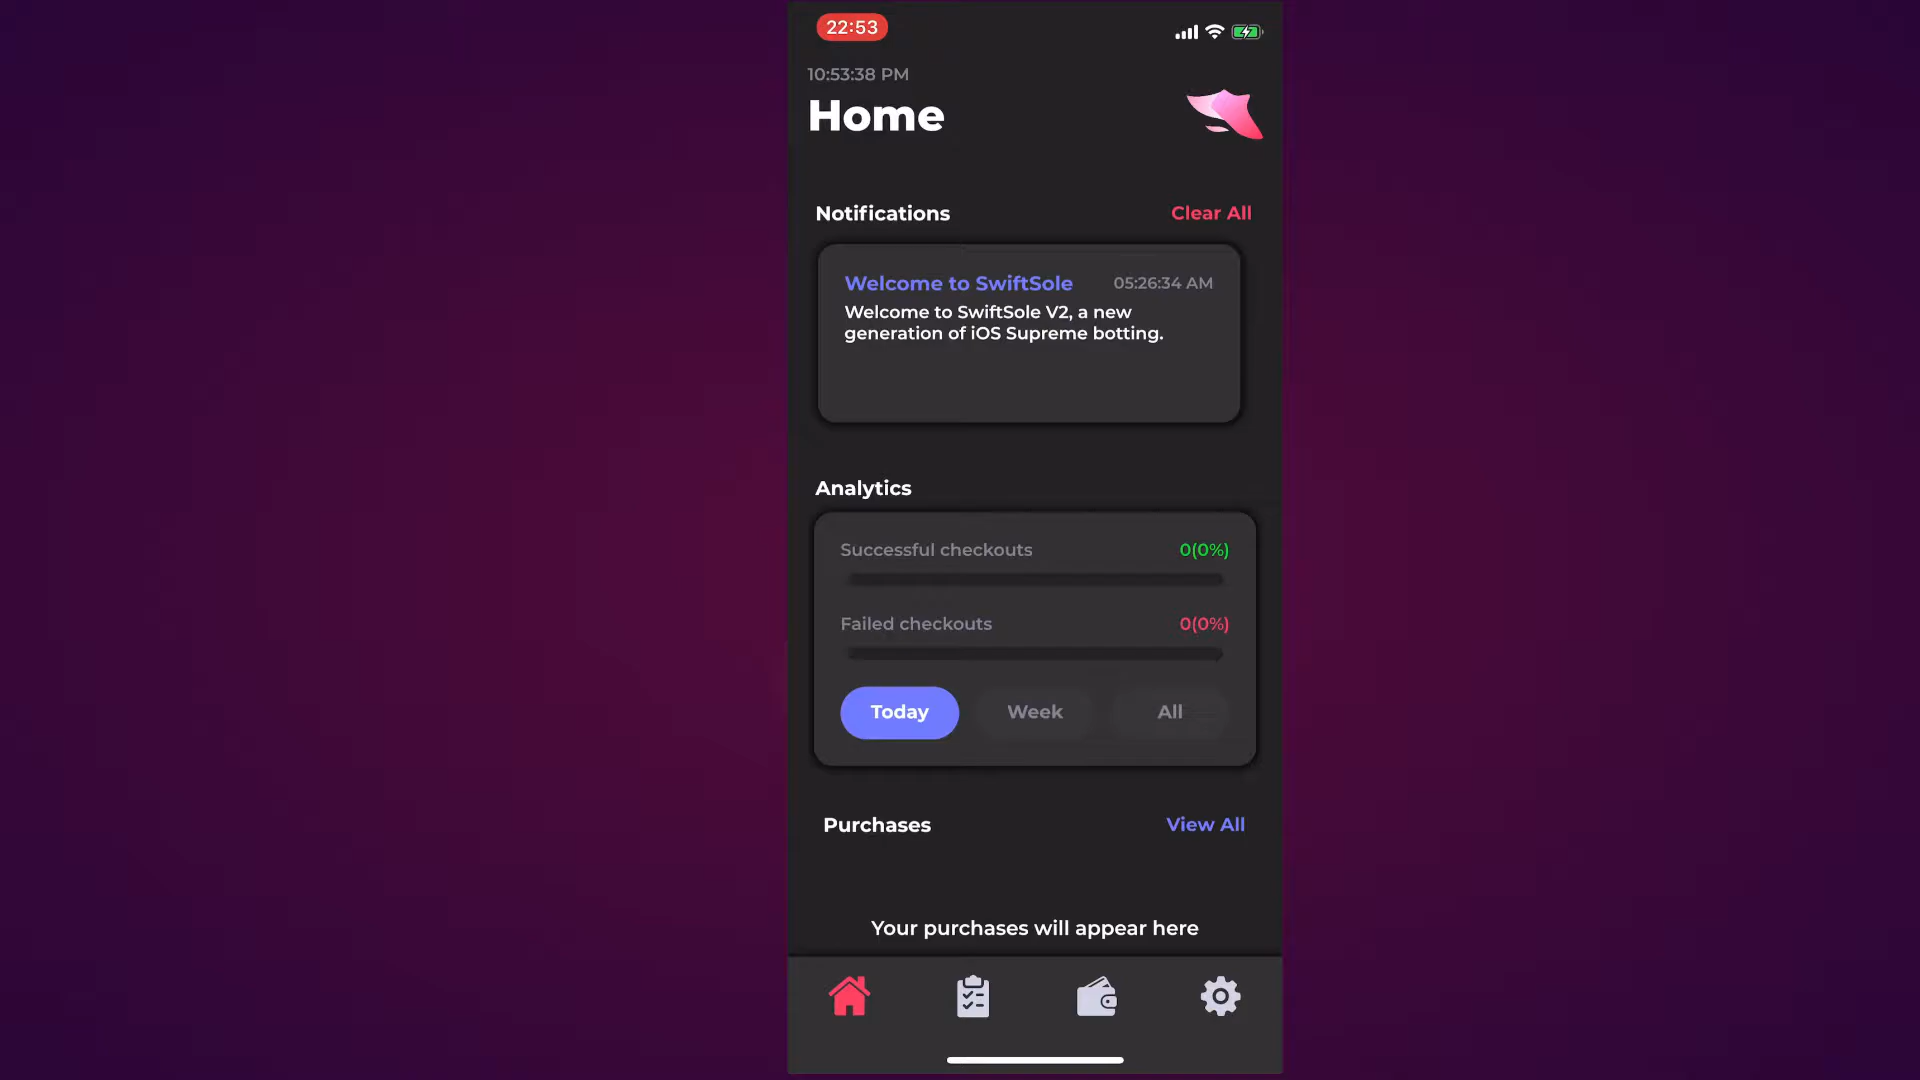 22:53
10:53:38 PM
Home
Notifications
Clear All
Welcome to SwiftSole
05:26:34 AM
Welcome to SwiftSole V2, a new
generation of iOS Supreme botting.
Analytics
Successful checkouts
0(0%)
Failed checkouts
0(0%)
Today
Week
All
Purchases
View All
Your purchases will appear here